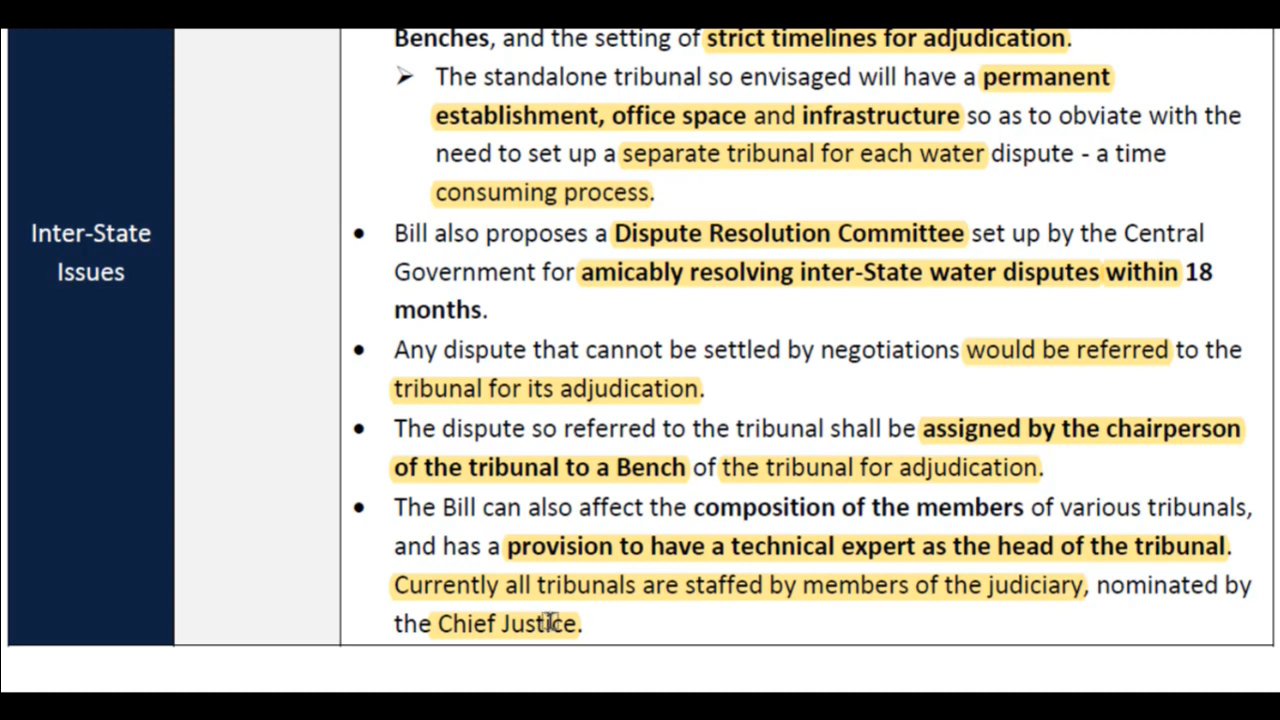 Benches, and the setting of strict timelines for adjudication.
➢ The standalone tribunal so envisaged will have a permanent
establishment, office space and infrastructure so as to obviate with the
need to set up a separate tribunal for each water dispute - a time
consuming process.
Inter-State
Issues
• Bill also proposes a Dispute Resolution Committee set up by the Central
Government for amicably resolving inter-State water disputes within 18
months.
• Any dispute that cannot be settled by negotiations would be referred to the
tribunal for its adjudication.
• The dispute so referred to the tribunal shall be assigned by the chairperson
of the tribunal to a Bench of the tribunal for adjudication.
• The Bill can also affect the composition of the members of various tribunals,
and has a provision to have a technical expert as the head of the tribunal.
Currently all tribunals are staffed by members of the judiciary, nominated by
the Chief Justice.